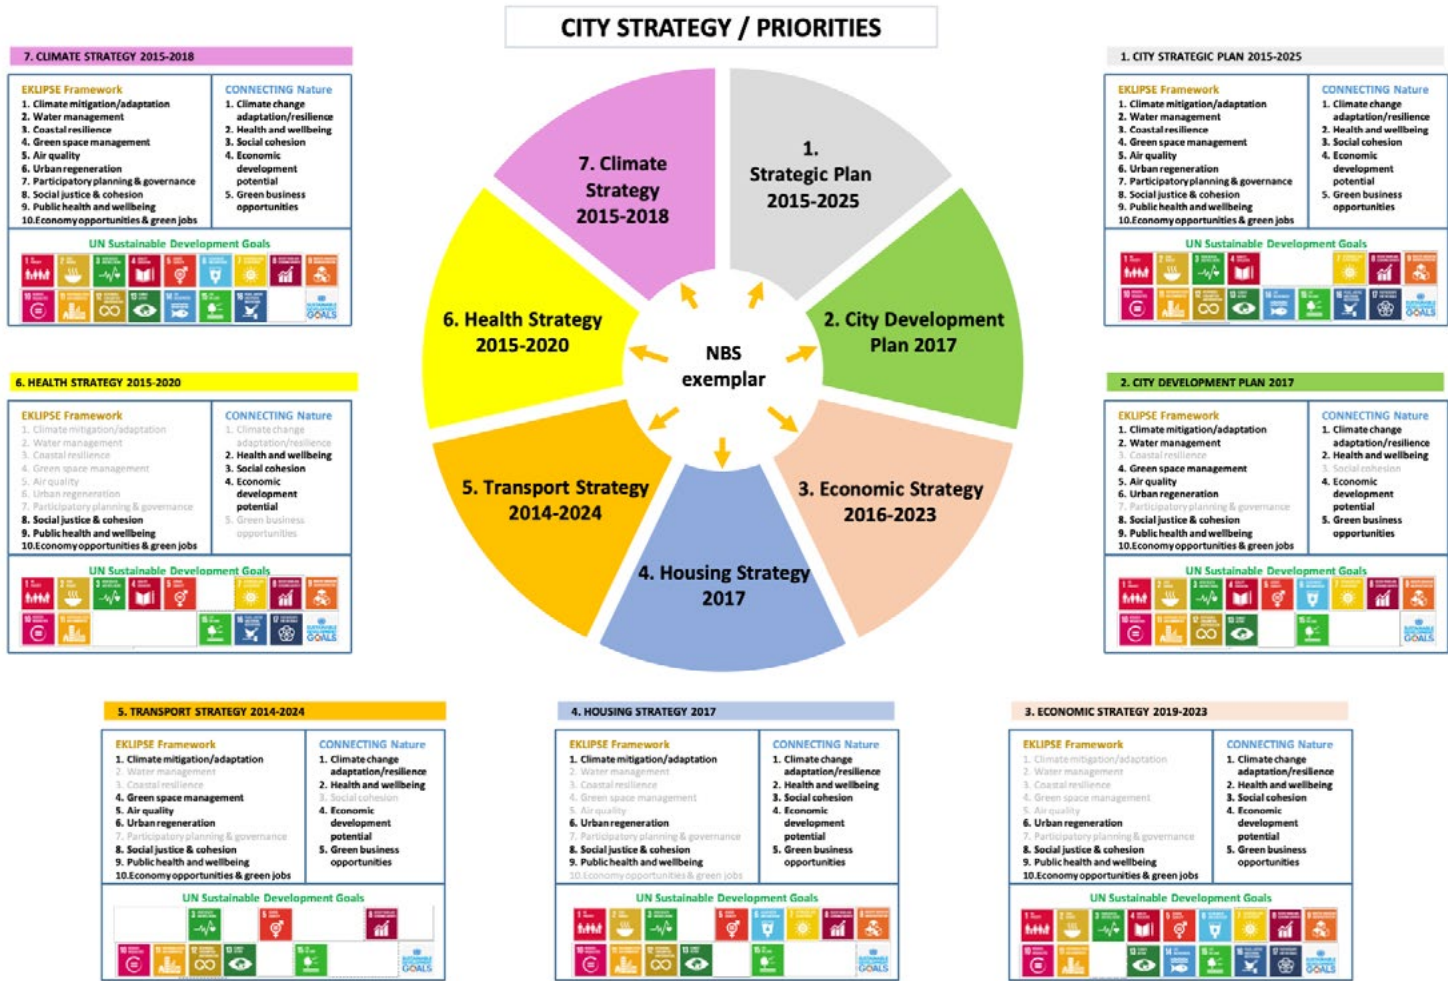 CITY STRATEGY / PRIORITIES
7. CLIMATE STRATEGY 2015-2018
EKLIPSE Framework
1. Climate mitigation/adaptation
2. Water management
3. Coastal resilience
4. Green space management
5. Air quality
6. Urban regeneration
7. Participatory planning & governance
8. Social justice & cohesion
9. Public health and wellbeing
10.Economy opportunities & green jobs
CONNECTING Nature
1. Climate change
adaptation/resilience
2. Health and wellbeing
3. Social cohesion
4. Economic
development
potential
5. Green business
opportunities
UN Sustainable Development Goals
1. CITY STRATEGIC PLAN 2015-2025
EKLIPSE Framework
1. Climate mitigation/adaptation
2. Water management
3. Coastal resilience
4. Green space management
5. Air quality
6. Urban regeneration
7. Participatory planning & governance
8. Social justice & cohesion
9. Public health and wellbeing
10.Economy opportunities & green jobs
CONNECTING Nature
1. Climate change
adaptation/resilience
2. Health and wellbeing
3. Social cohesion
4. Economic
development
potential
5. Green business
opportunities
UN Sustainable Development Goals
7. Climate
Strategy
2015-2018
1.
Strategic Plan
2015-2025
6. Health Strategy
2015-2020
2. City Development
Plan 2017
NBS
exemplar
5. Transport Strategy
2014-2024
3. Economic Strategy
2016-2023
4. Housing Strategy
2017
6. HEALTH STRATEGY 2015-2020
EKLIPSE Framework
1. Climate mitigation/adaptation
2. Water management
3. Coastal resilience
4. Green space management
5. Air quality
6. Urban regeneration
7. Participatory planning & governance
8. Social justice & cohesion
9. Public health and wellbeing
10.Economy opportunities & green jobs
CONNECTING Nature
1. Climate change
adaptation/resilience
2. Health and wellbeing
3. Social cohesion
4. Economic
development
potential
5. Green business
opportunities
UN Sustainable Development Goals
2. CITY DEVELOPMENT PLAN 2017
EKLIPSE Framework
1. Climate mitigation/adaptation
2. Water management
3. Coastal resilience
4. Green space management
5. Air quality
6. Urban regeneration
7. Participatory planning & governance
8. Social justice & cohesion
9. Public health and wellbeing
10.Economy opportunities & green jobs
CONNECTING Nature
1. Climate change
adaptation/resilience
2. Health and wellbeing
3. Social cohesion
4. Economic
development
potential
5. Green business
opportunities
UN Sustainable Development Goals
5. TRANSPORT STRATEGY 2014-2024
EKLIPSE Framework
1. Climate mitigation/adaptation
2. Water management
3. Coastal resilience
4. Green space management
5. Air quality
6. Urban regeneration
7. Participatory planning & governance
8. Social justice & cohesion
9. Public health and wellbeing
10.Economy opportunities & green jobs
CONNECTING Nature
1. Climate change
adaptation/resilience
2. Health and wellbeing
3. Social cohesion
4. Economic
development
potential
5. Green business
opportunities
UN Sustainable Development Goals
4. HOUSING STRATEGY 2017
EKLIPSE Framework
1. Climate mitigation/adaptation
2. Water management
3. Coastal resilience
4. Green space management
5. Air quality
6. Urban regeneration
7. Participatory planning & governance
8. Social justice & cohesion
9. Public health and wellbeing
10.Economy opportunities & green jobs
CONNECTING Nature
1. Climate change
adaptation/resilience
2. Health and wellbeing
3. Social cohesion
4. Economic
development
potential
5. Green business
opportunities
UN Sustainable Development Goals
3. ECONOMIC STRATEGY 2019-2023
EKLIPSE Framework
1. Climate mitigation/adaptation
2. Water management
3. Coastal resilience
4. Green space management
5. Air quality
6. Urban regeneration
7. Participatory planning & governance
8. Social justice & cohesion
9. Public health and wellbeing
10.Economy opportunities & green jobs
CONNECTING Nature
1. Climate change
adaptation/resilience
2. Health and wellbeing
3. Social cohesion
4. Economic
development
potential
5. Green business
opportunities
UN Sustainable Development Goals